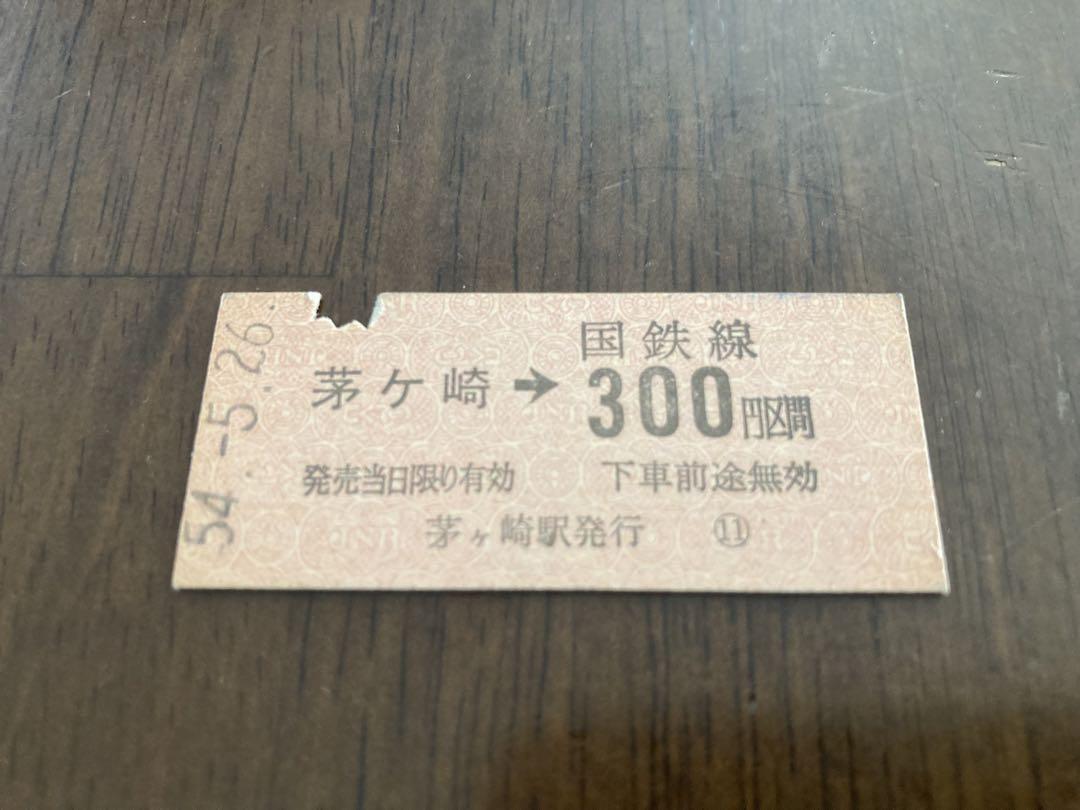 54.-5.26.
国鉄線
茅ケ崎➔300円区間
発売当日限り有効 下車前途無効
茅ヶ崎駅発行 ⑪